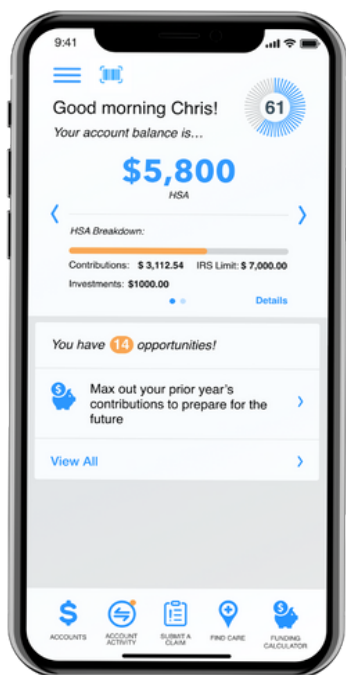 9:41
Good morning Chris!
61
Your account balance is...
$5,800
HSA
HSA Breakdown:
Contributions: $ 3,112.54 IRS Limit: $ 7,000.00
Investments: $1000.00
Details
You have 14 opportunities!
Max out your prior year's
contributions to prepare for the
future
View All
ACCOUNTS
ACCOUNT
ACTIVITY
SUBMIT A
CLAIM
FIND CARE
FUNDING
CALCULATOR